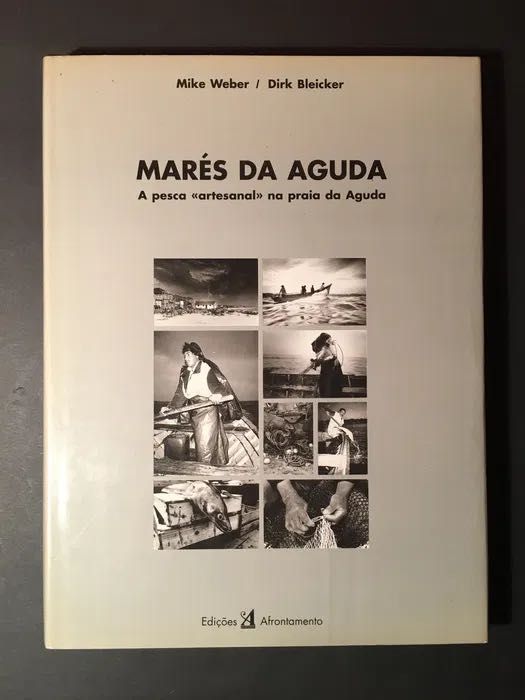 Mike Weber / Dirk Bleicker
MARÉS DA AGUDA
A pesca «artesanal» na praia da Aguda
Edições A Afrontamento